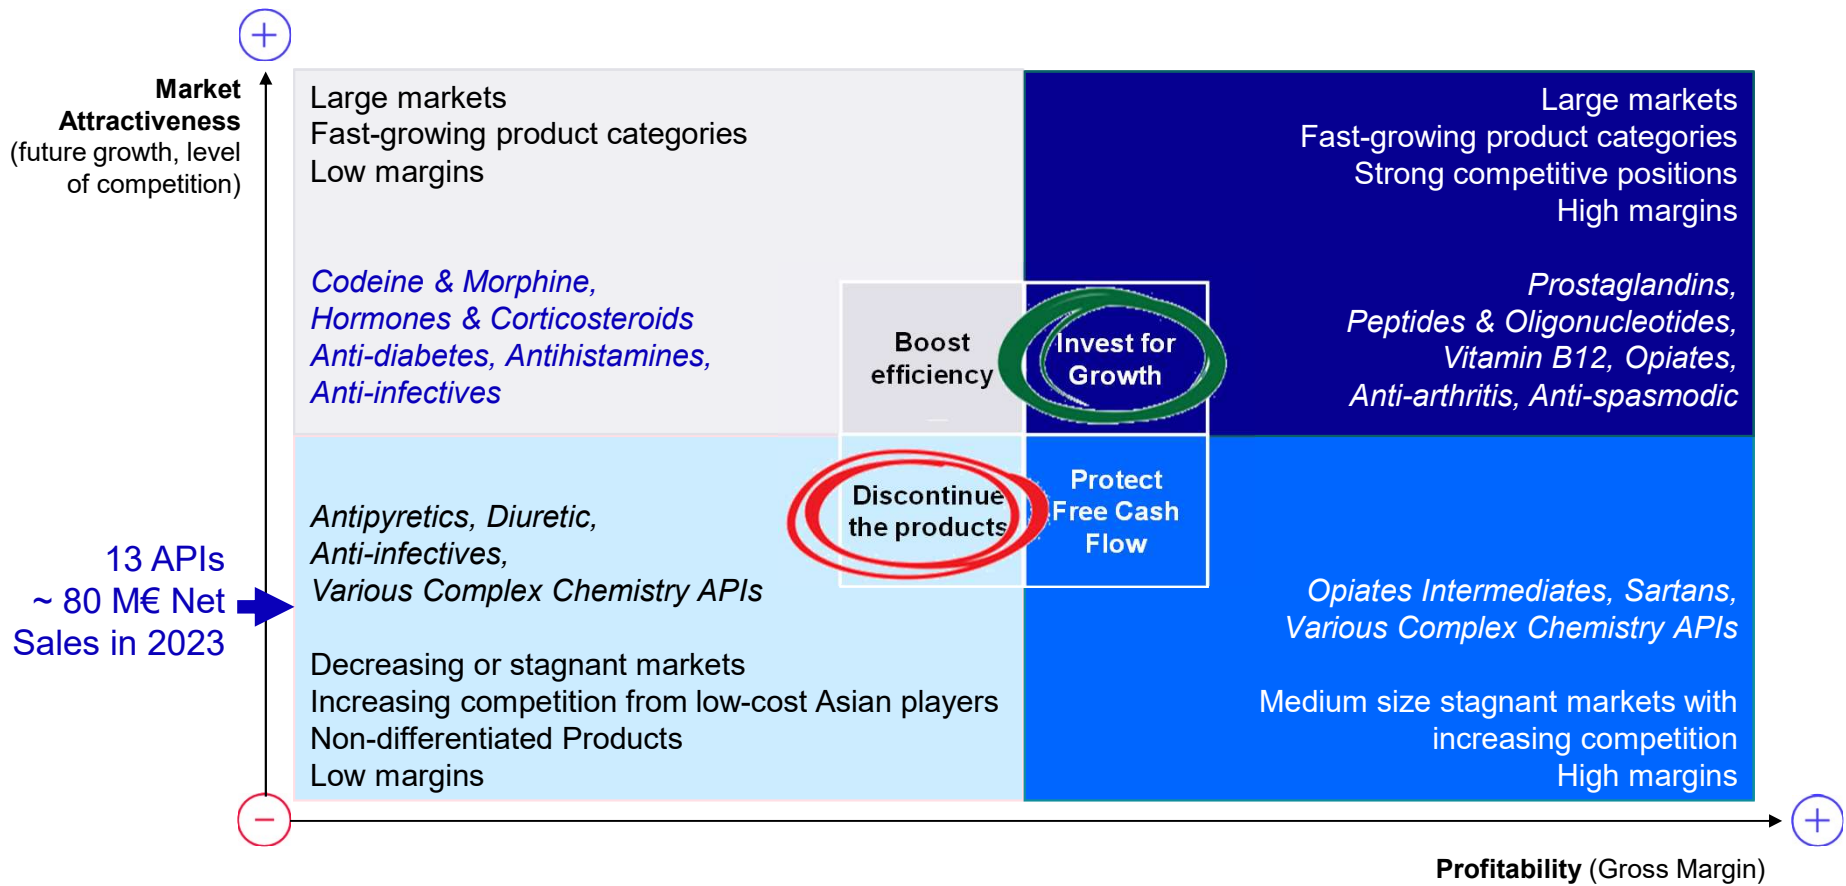 Market
Attractiveness
(future growth, level
of competition)
Large markets
Fast-growing product categories
Low margins
Codeine & Morphine,
Hormones & Corticosteroids
Anti-diabetes, Antihistamines,
Anti-infectives
Large markets
Fast-growing product categories
Strong competitive positions
High margins
Prostaglandins,
Peptides & Oligonucleotides,
Vitamin B12, Opiates,
Anti-arthritis, Anti-spasmodic
Boost
efficiency
Invest for
Growth
Discontinue
the products
Protect
Free Cash
Flow
13 APIs
~ 80 M€ Net
Sales in 2023
Antipyretics, Diuretic,
Anti-infectives,
Various Complex Chemistry APIs
Decreasing or stagnant markets
Increasing competition from low-cost Asian players
Non-differentiated Products
Low margins
Opiates Intermediates, Sartans,
Various Complex Chemistry APIs
Medium size stagnant markets with
increasing competition
High margins
Profitability (Gross Margin)